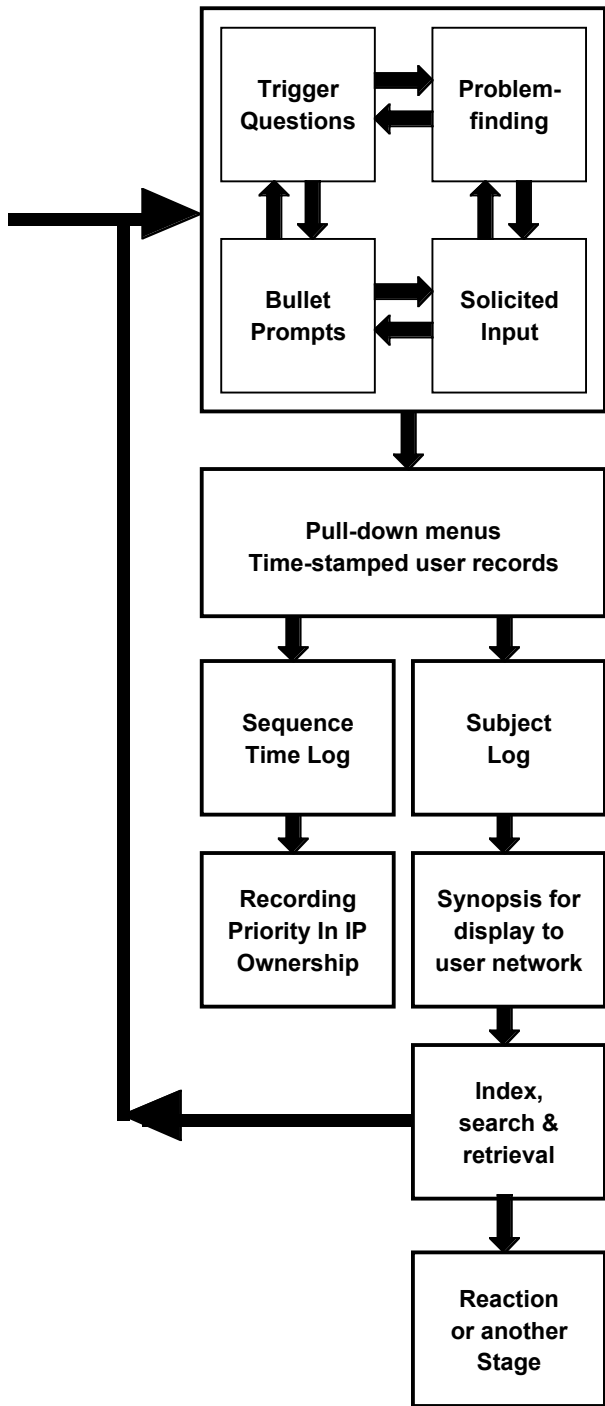 Trigger
Questions
Problem-
finding
Bullet
Prompts
Solicited
Input
Pull-down menus
Time-stamped user records
Sequence
Time Log
Subject
Log
Recording
Priority In IP
Ownership
Synopsis for
display to
user network
Index,
search &
retrieval
Reaction
or another
Stage